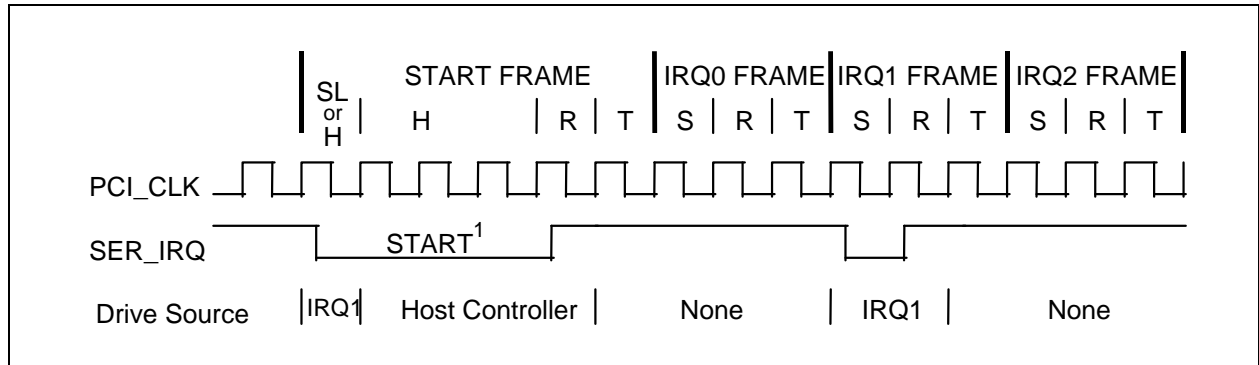 START FRAME IRQ0 FRAME IRQ1 FRAME IRQ2 FRAME
SL
or
H
H R T S R T S R T S R T
PCI_CLK
SER_IRQ START1
Drive Source IRQ1 Host Controller None IRQ1 None